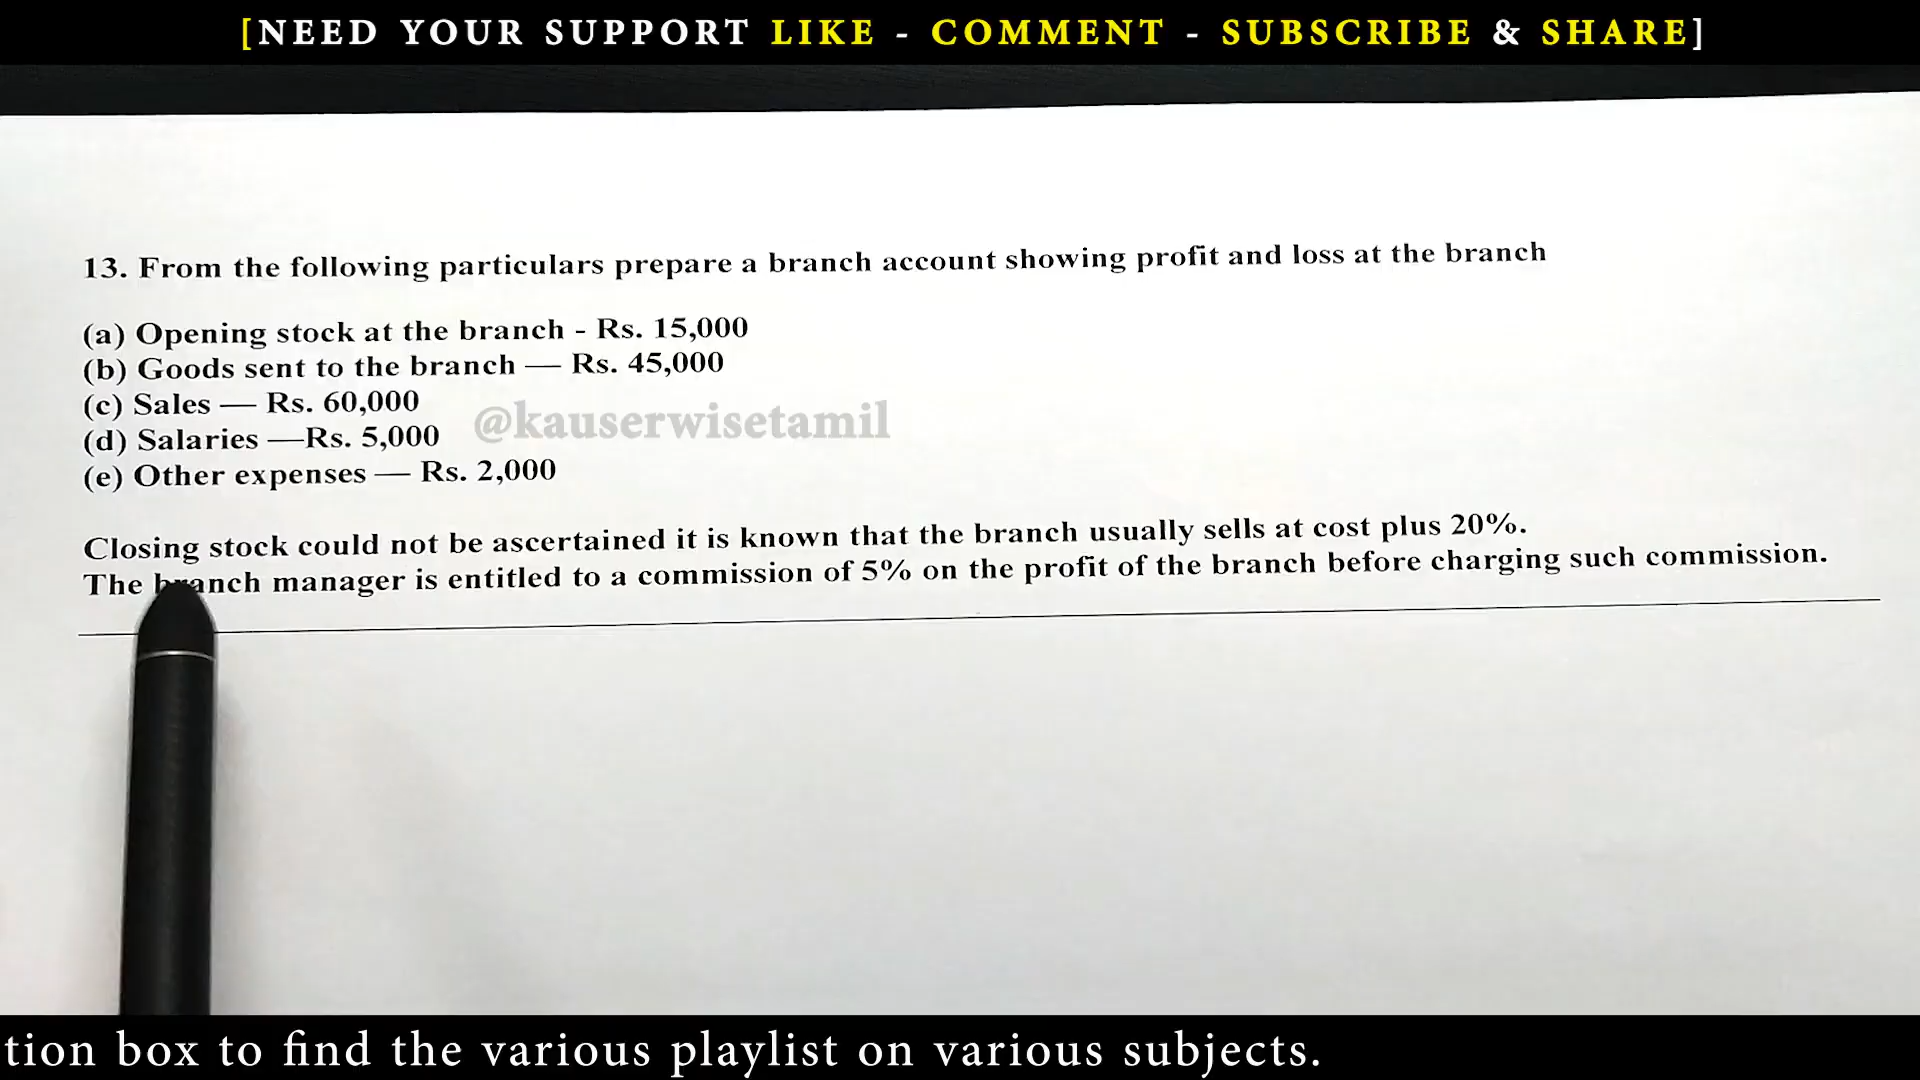 [NEED YOUR SUPPORT LIKE - COMMENT - SUBSCRIBE & SHARE]
13. From the following particulars prepare a branch account showing profit and loss at the branch
(a) Opening stock at the branch - Rs. 15,000
(b) Goods sent to the branch — Rs. 45,000
(c) Sales — Rs. 60,000
@kauserwisetamil
(d) Salaries —Rs. 5,000
(e) Other expenses — Rs. 2,000
Closing stock could not be ascertained it is known that the branch usually sells at cost plus 20%.
The branch manager is entitled to a commission of 5% on the profit of the branch before charging such commission.
tion box to find the various playlist on various subjects.